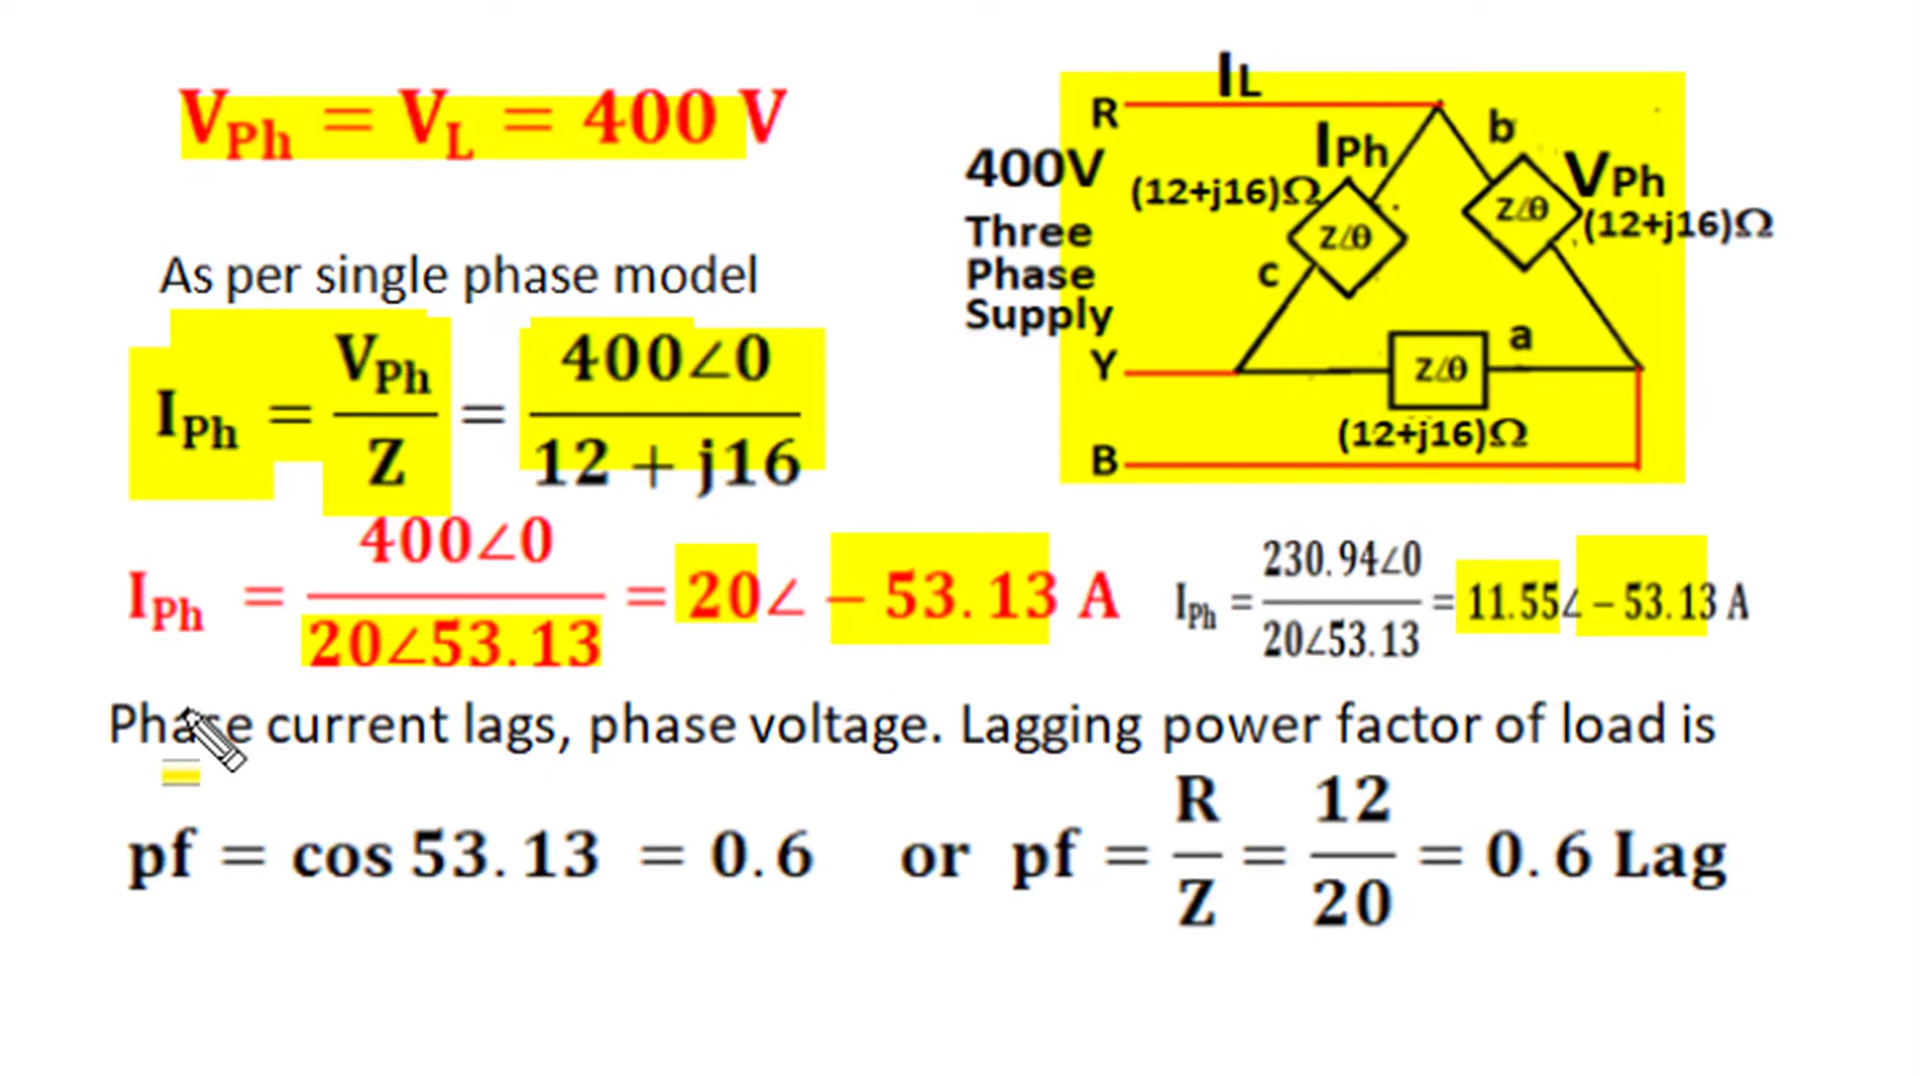 V_Ph = V_L = 400 V
As per single phase model
I_Ph = V_Ph / Z = 400∠0 / 12 + j16
I_Ph = 400∠0 / 20∠53.13 = 20∠ − 53.13 A
I_L
R
b
I_Ph
V_Ph
400V
(12+j16)Ω
Z∠θ
Z∠θ
(12+j16)Ω
Three
Phase
Supply
c
Y
Z∠θ
a
(12+j16)Ω
B
I_Ph = 230.94∠0 / 20∠53.13 = 11.55∠ − 53.13 A
Phase current lags, phase voltage. Lagging power factor of load is
pf = cos 53.13 = 0.6 or pf = R / Z = 12 / 20 = 0.6 Lag